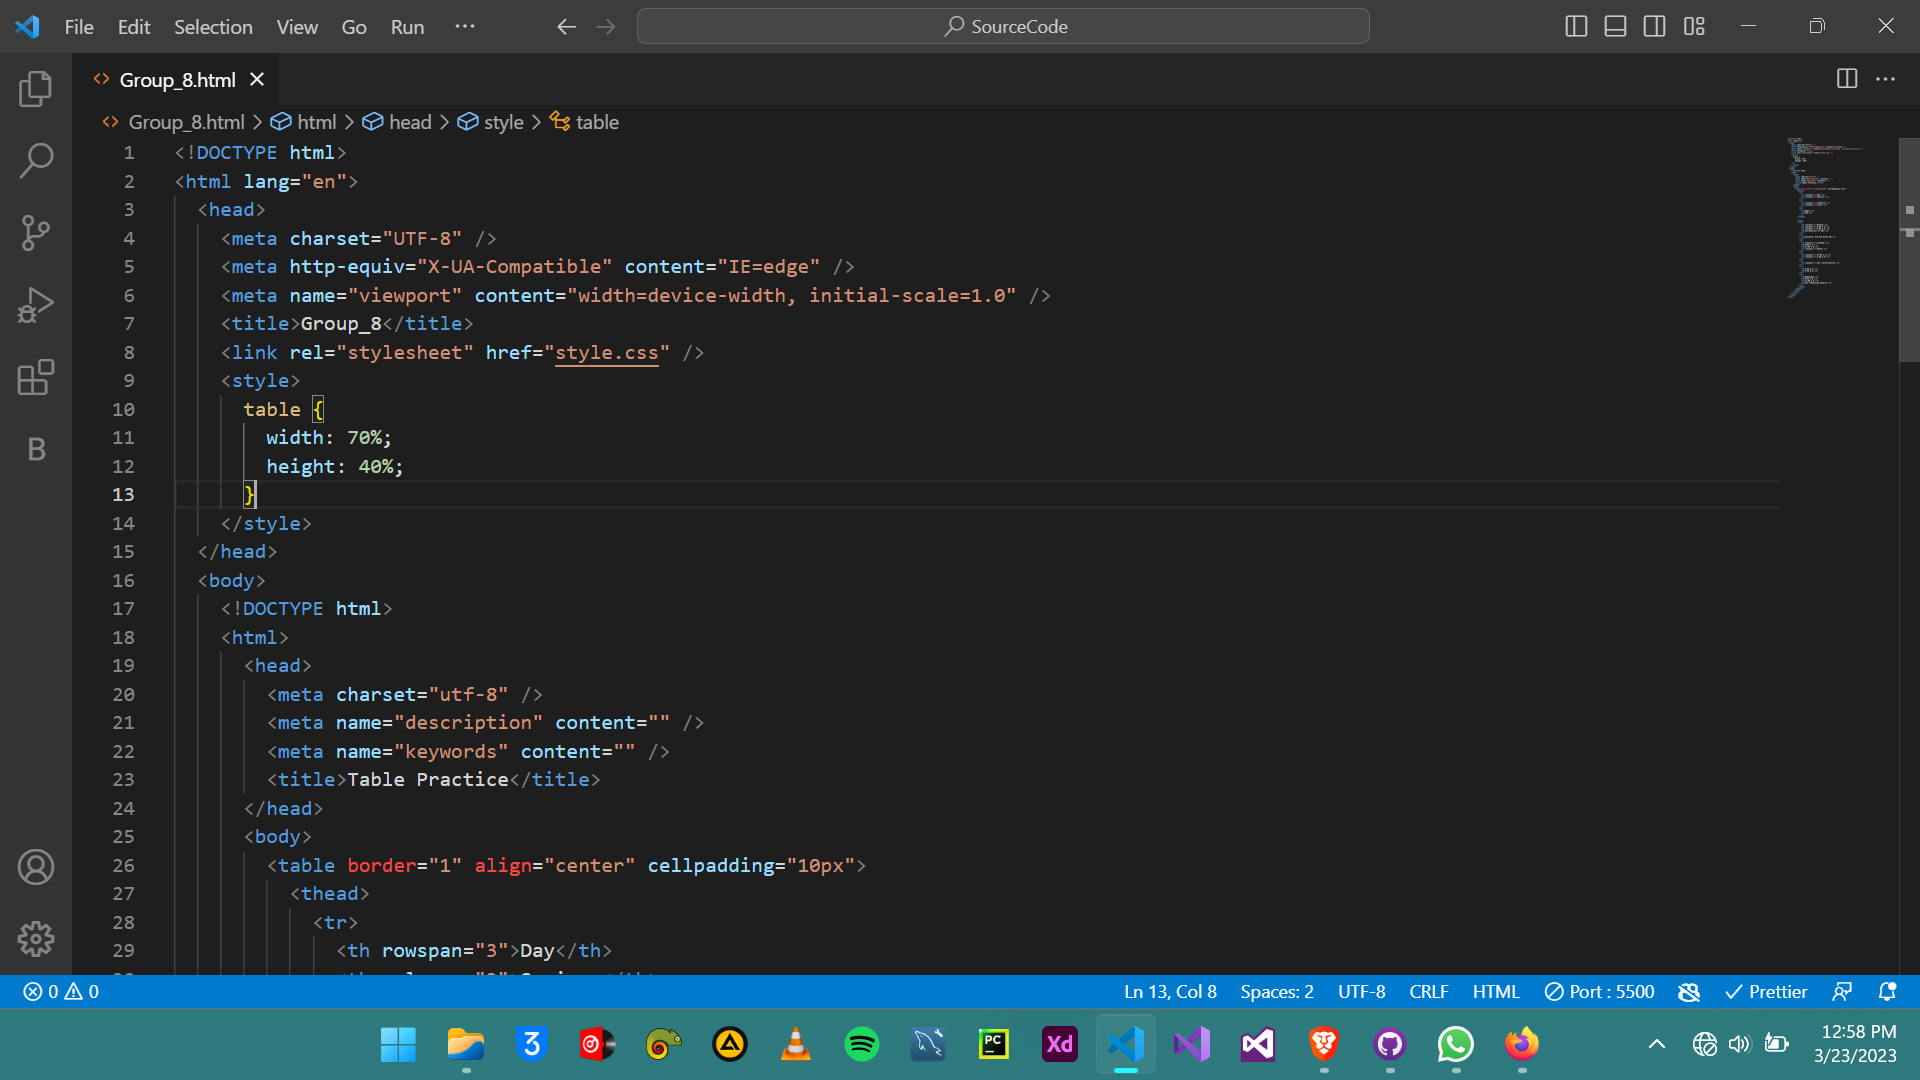 File Edit Selection View Go Run ··· SourceCode
Group_8.html
Group_8.html > html > head > style > table
1 <!DOCTYPE html>
2 <html lang="en">
3 <head>
4 <meta charset="UTF-8" />
5 <meta http-equiv="X-UA-Compatible" content="IE=edge" />
6 <meta name="viewport" content="width=device-width, initial-scale=1.0" />
7 <title>Group_8</title>
8 <link rel="stylesheet" href="style.css" />
9 <style>
10 table {
11 width: 70%;
12 height: 40%;
13 }
14 </style>
15 </head>
16 <body>
17 <!DOCTYPE html>
18 <html>
19 <head>
20 <meta charset="utf-8" />
21 <meta name="description" content="" />
22 <meta name="keywords" content="" />
23 <title>Table Practice</title>
24 </head>
25 <body>
26 <table border="1" align="center" cellpadding="10px">
27 <thead>
28 <tr>
29 <th rowspan="3">Day</th>
B
0 0 Ln 13, Col 8 Spaces: 2 UTF-8 CRLF HTML Port : 5500 Prettier
3 PC Xd
12:58 PM
3/23/2023